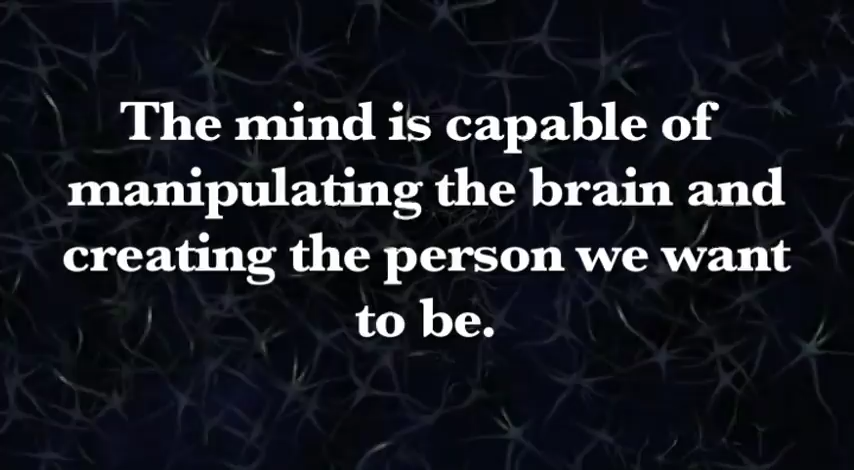 The mind is capable of
manipulating the brain and
creating the person we want
to be.